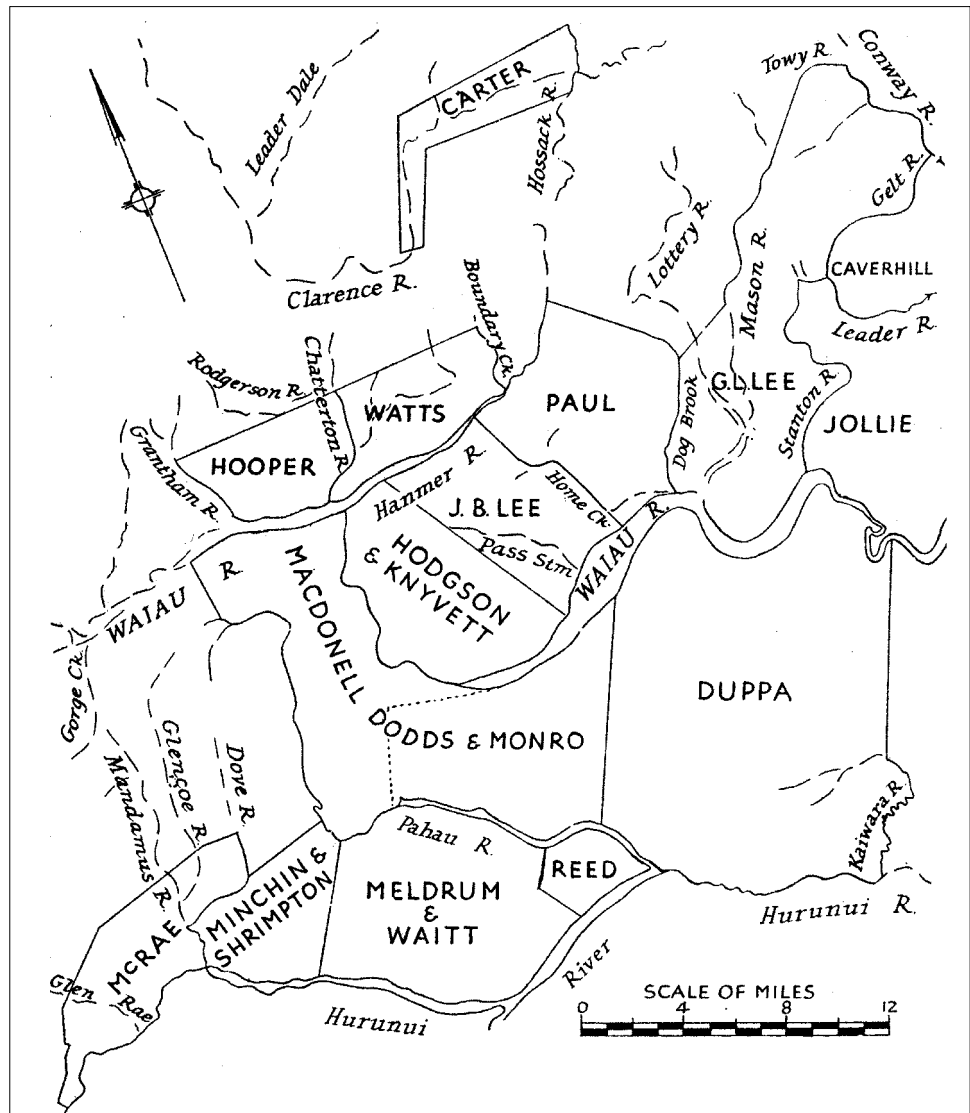 Leader Dale
CARTER
Hossack R.
Towy R.
Conway R.
Gelt R.
Lottery R.
Mason R.
CAVERHILL
Leader R.
Clarence R.
Boundary Ck.
Rodgerson R.
Chatterton R.
WATTS
PAUL
G.L.LEE
Dog Brook
Stanton R.
JOLLIE
Grantham R.
HOOPER
Hanmer R.
J. B. LEE
Home Ck.
Pass Stm
WAIAU R.
HODGSON
& KNYVETT
WAIAU R.
MACDONELL
Gorge Ck.
Mandamus R.
Glencoe R.
Dove R.
DODDS & MONRO
DUPPA
Pahau R.
Kaiwara R.
REED
MINCHIN &
SHRIMPTON
MELDRUM
&
WAITT
McRAE
Glen Rae
Hurunui River
Hurunui R.
SCALE OF MILES
0 4 8 12